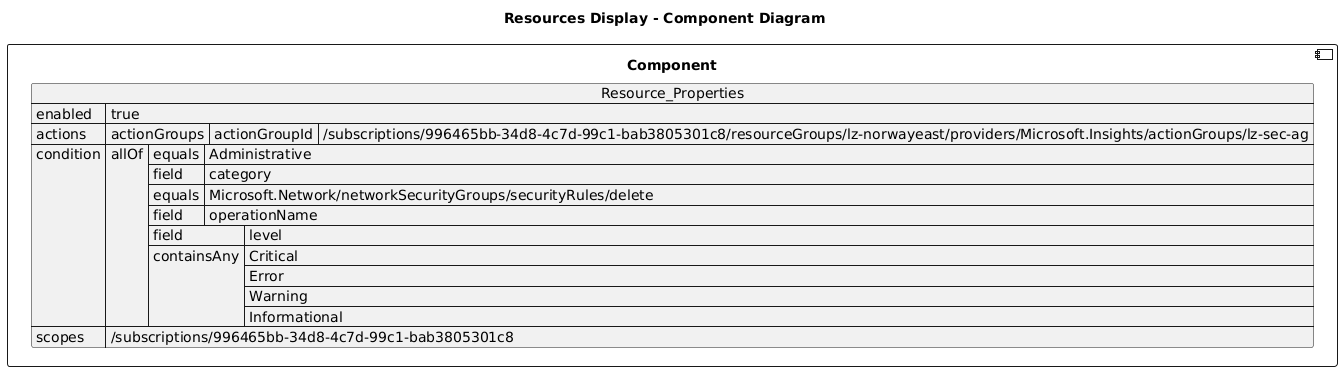 Resources Display - Component Diagram
Component
Resource_Properties
enabled true
actions actionGroups actionGroupId /subscriptions/996465bb-34d8-4c7d-99c1-bab3805301c8/resourceGroups/lz-norwayeast/providers/Microsoft.Insights/actionGroups/lz-sec-ag
condition allOf equals Administrative
field category
equals Microsoft.Network/networkSecurityGroups/securityRules/delete
field operationName
field level
containsAny Critical
Error
Warning
Informational
scopes /subscriptions/996465bb-34d8-4c7d-99c1-bab3805301c8